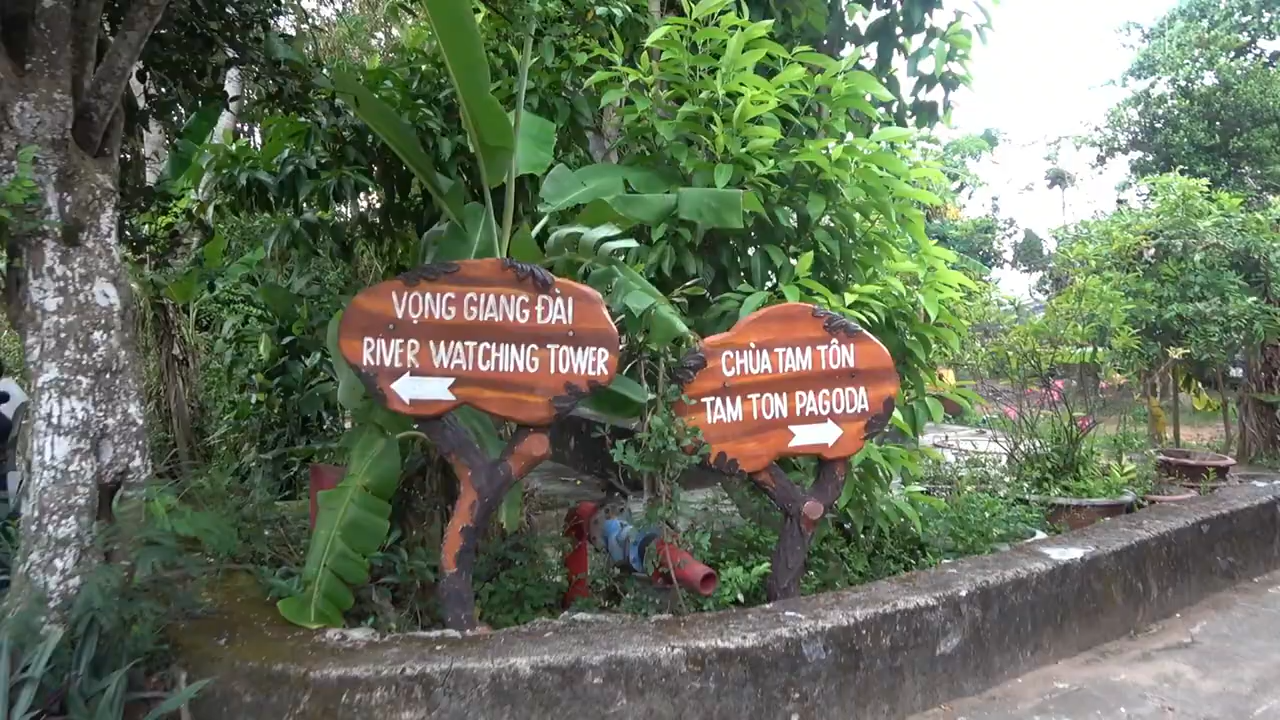 VỌNG GIANG ĐÀI
RIVER WATCHING TOWER
CHÙA TAM TÔN
TAM TON PAGODA